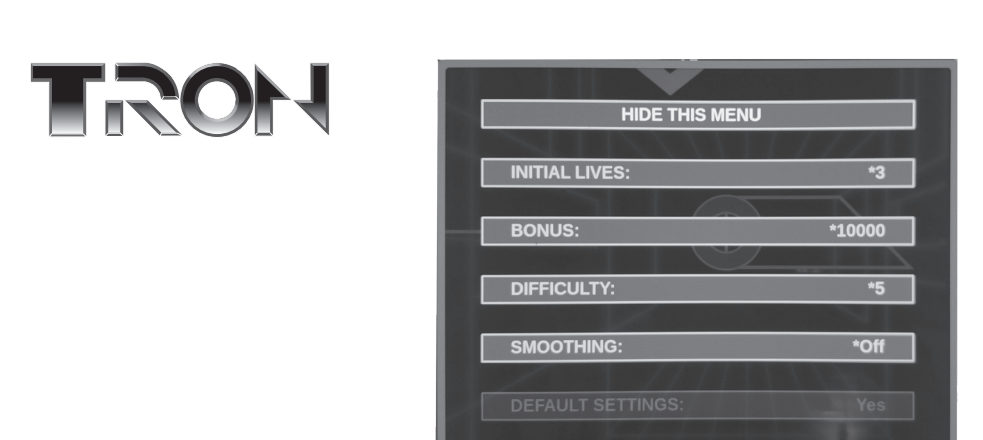 TRON
HIDE THIS MENU
INITIAL LIVES: *3
BONUS: *10000
DIFFICULTY: *5
SMOOTHING: *Off
DEFAULT SETTINGS: Yes